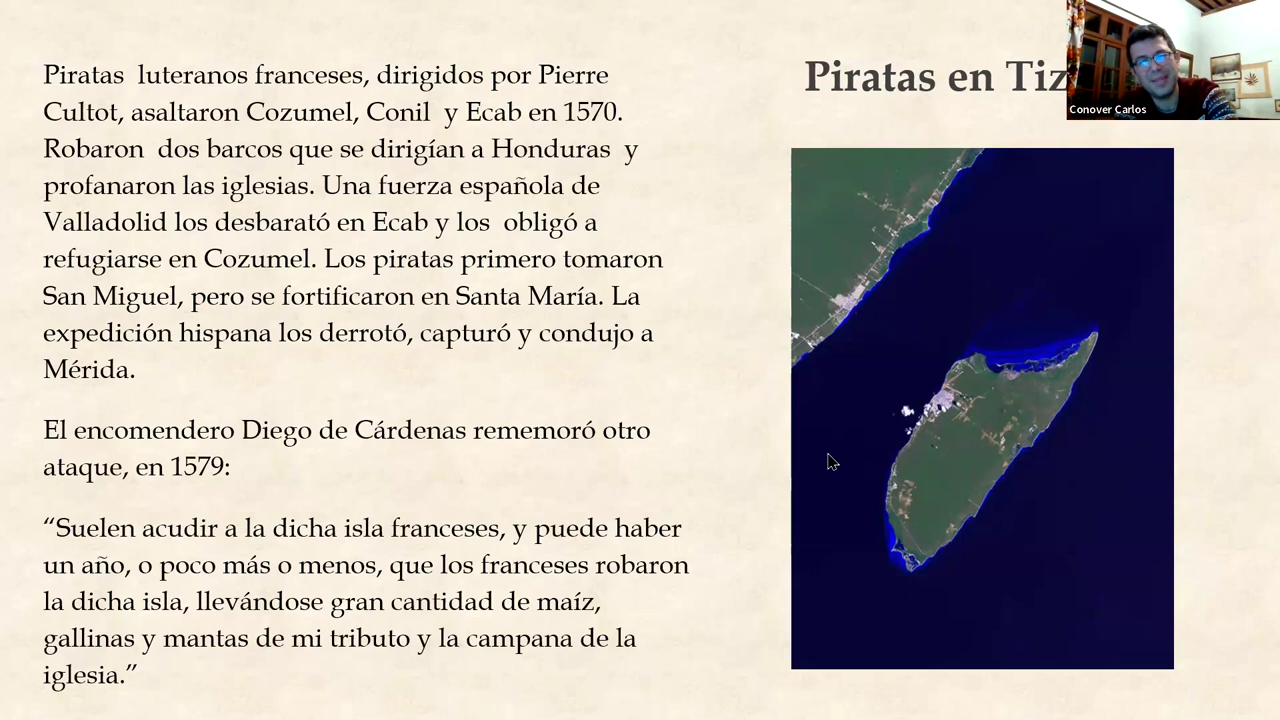 Piratas luteranos franceses, dirigidos por Pierre
Cultot, asaltaron Cozumel, Conil y Ecab en 1570.
Robaron dos barcos que se dirigían a Honduras y
profanaron las iglesias. Una fuerza española de
Valladolid los desbarató en Ecab y los obligó a
refugiarse en Cozumel. Los piratas primero tomaron
San Miguel, pero se fortificaron en Santa María. La
expedición hispana los derrotó, capturó y condujo a
Mérida.
El encomendero Diego de Cárdenas rememoró otro
ataque, en 1579:
“Suelen acudir a la dicha isla franceses, y puede haber
un año, o poco más o menos, que los franceses robaron
la dicha isla, llevándose gran cantidad de maíz,
gallinas y mantas de mi tributo y la campana de la
iglesia.”
Piratas en Tiz
Conover Carlos